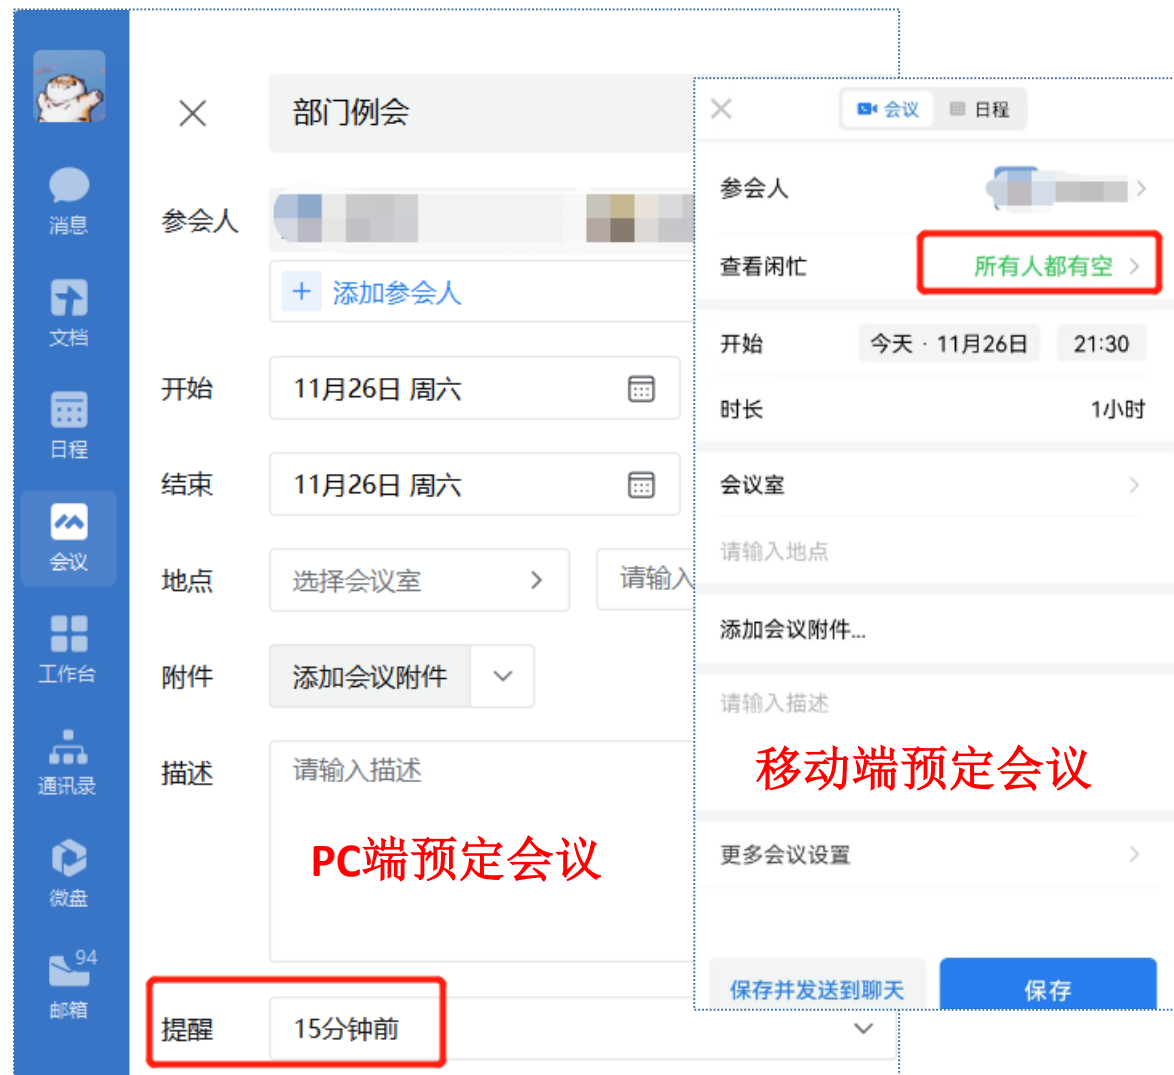 消息
文档
日程
会议
工作台
通讯录
微盘
94
邮箱
部门例会
参会人
+ 添加参会人
开始
11月26日 周六
结束
11月26日 周六
地点
选择会议室
请输入
附件
添加会议附件
描述
请输入描述
PC端预定会议
提醒
15分钟前
会议
日程
参会人
查看闲忙
所有人都有空
开始
今天 · 11月26日
21:30
时长
1小时
会议室
请输入地点
添加会议附件...
请输入描述
移动端预定会议
更多会议设置
保存并发送到聊天
保存